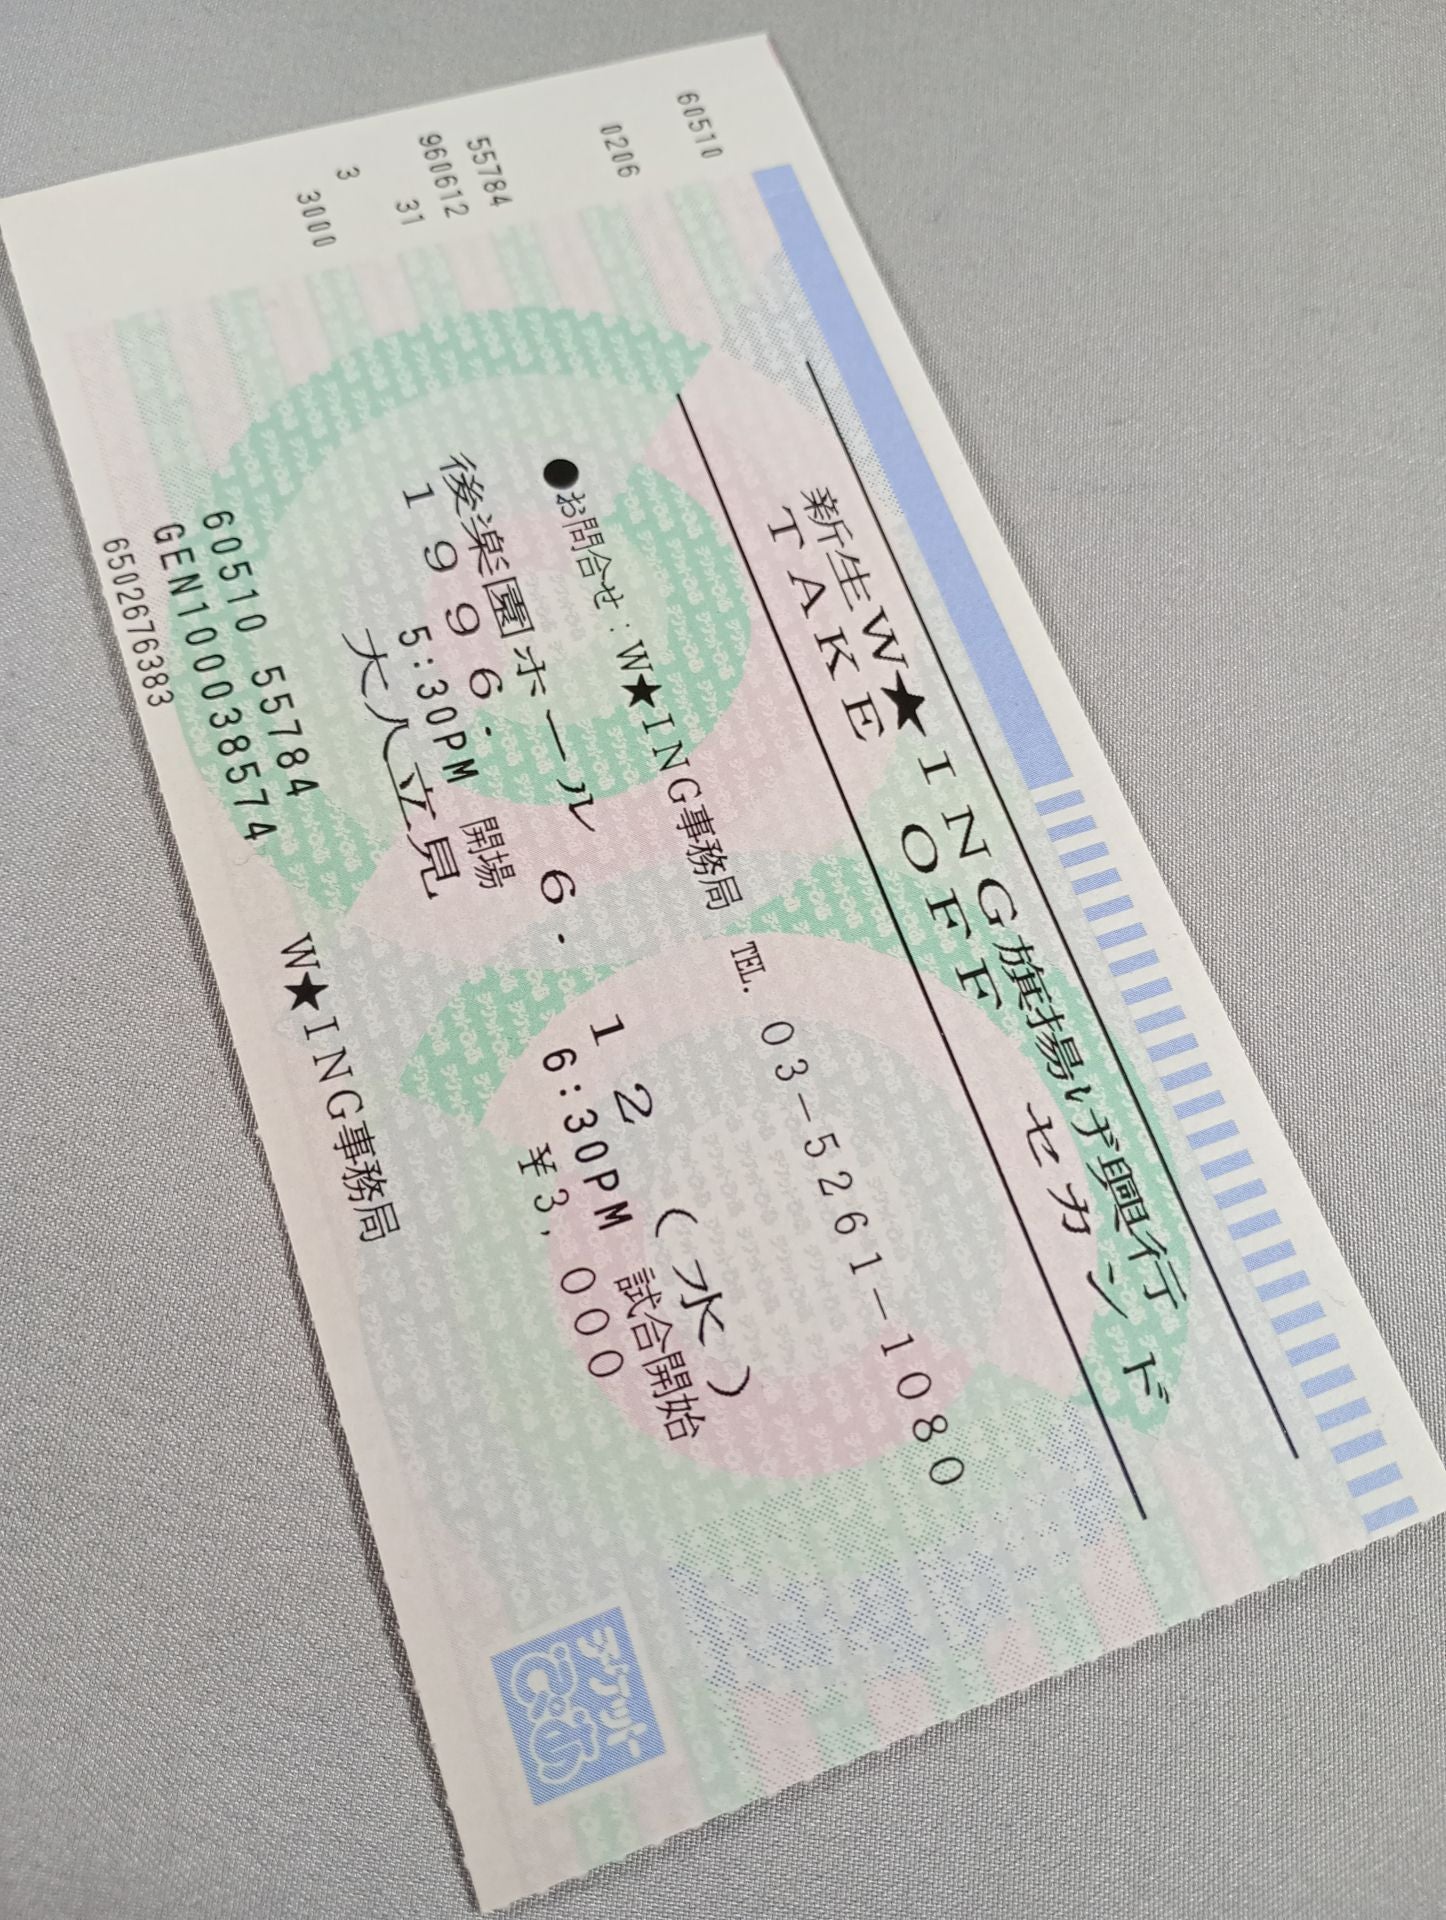 60510
0206
55784
960612
31
3
3000
新生W★ING旗揚げ興行
TAKE OFF セカンド
●お問合せ:W★ING事務局 TEL. 03-5261-1080
後楽園ホール
1996. 6. 12 (水)
5:30PM 開場 6:30PM 試合開始
大人立見 ¥3,000
60510 55784
GEN1000385574 W★ING事務局
6502676383
チケット
ぴあ